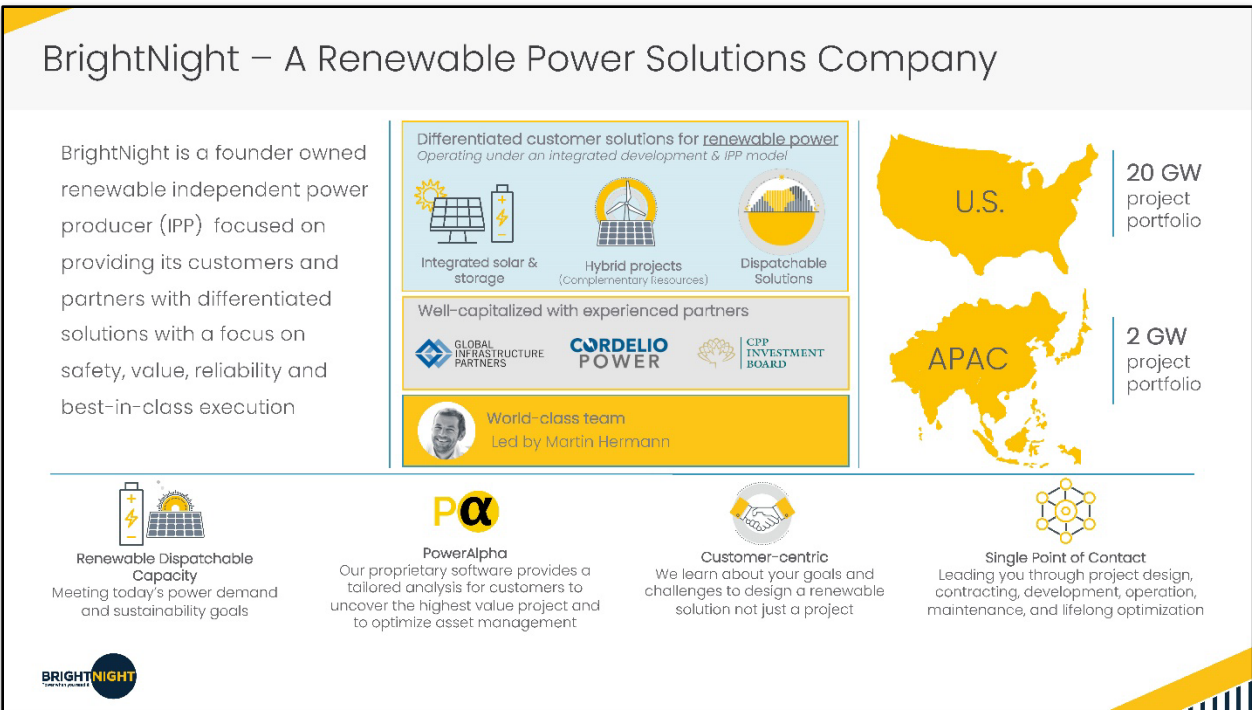 BrightNight – A Renewable Power Solutions Company
BrightNight is a founder owned
renewable independent power
producer (IPP) focused on
providing its customers and
partners with differentiated
solutions with a focus on
safety, value, reliability and
best-in-class execution
Differentiated customer solutions for renewable power
Operating under an integrated development & IPP model
Integrated solar &
storage
Hybrid projects
(Complementary Resources)
Dispatchable
Solutions
Well-capitalized with experienced partners
GLOBAL
INFRASTRUCTURE
PARTNERS
CORDELIO
POWER
CPP
INVESTMENT
BOARD
World-class team
Led by Martin Hermann
U.S.
20 GW
project
portfolio
APAC
2 GW
project
portfolio
Renewable Dispatchable
Capacity
Meeting today's power demand
and sustainability goals
Pα
PowerAlpha
Our proprietary software provides a
tailored analysis for customers to
uncover the highest value project and
to optimize asset management
Customer-centric
We learn about your goals and
challenges to design a renewable
solution not just a project
Single Point of Contact
Leading you through project design,
contracting, development, operation,
maintenance, and lifelong optimization
BRIGHTNIGHT
Power when you need it